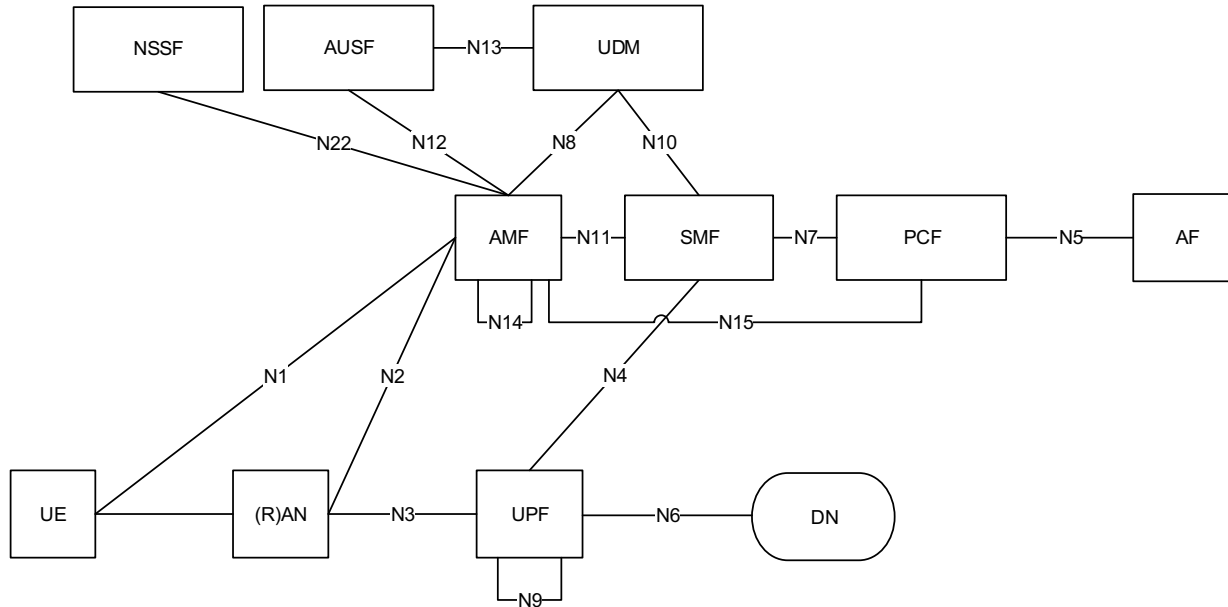 NSSF
AUSF
N13
UDM
N22
N12
N8
N10
AMF
N11
SMF
N7
PCF
N5
AF
N14
N15
N1
N2
N4
UE
(R)AN
N3
UPF
N6
DN
N9